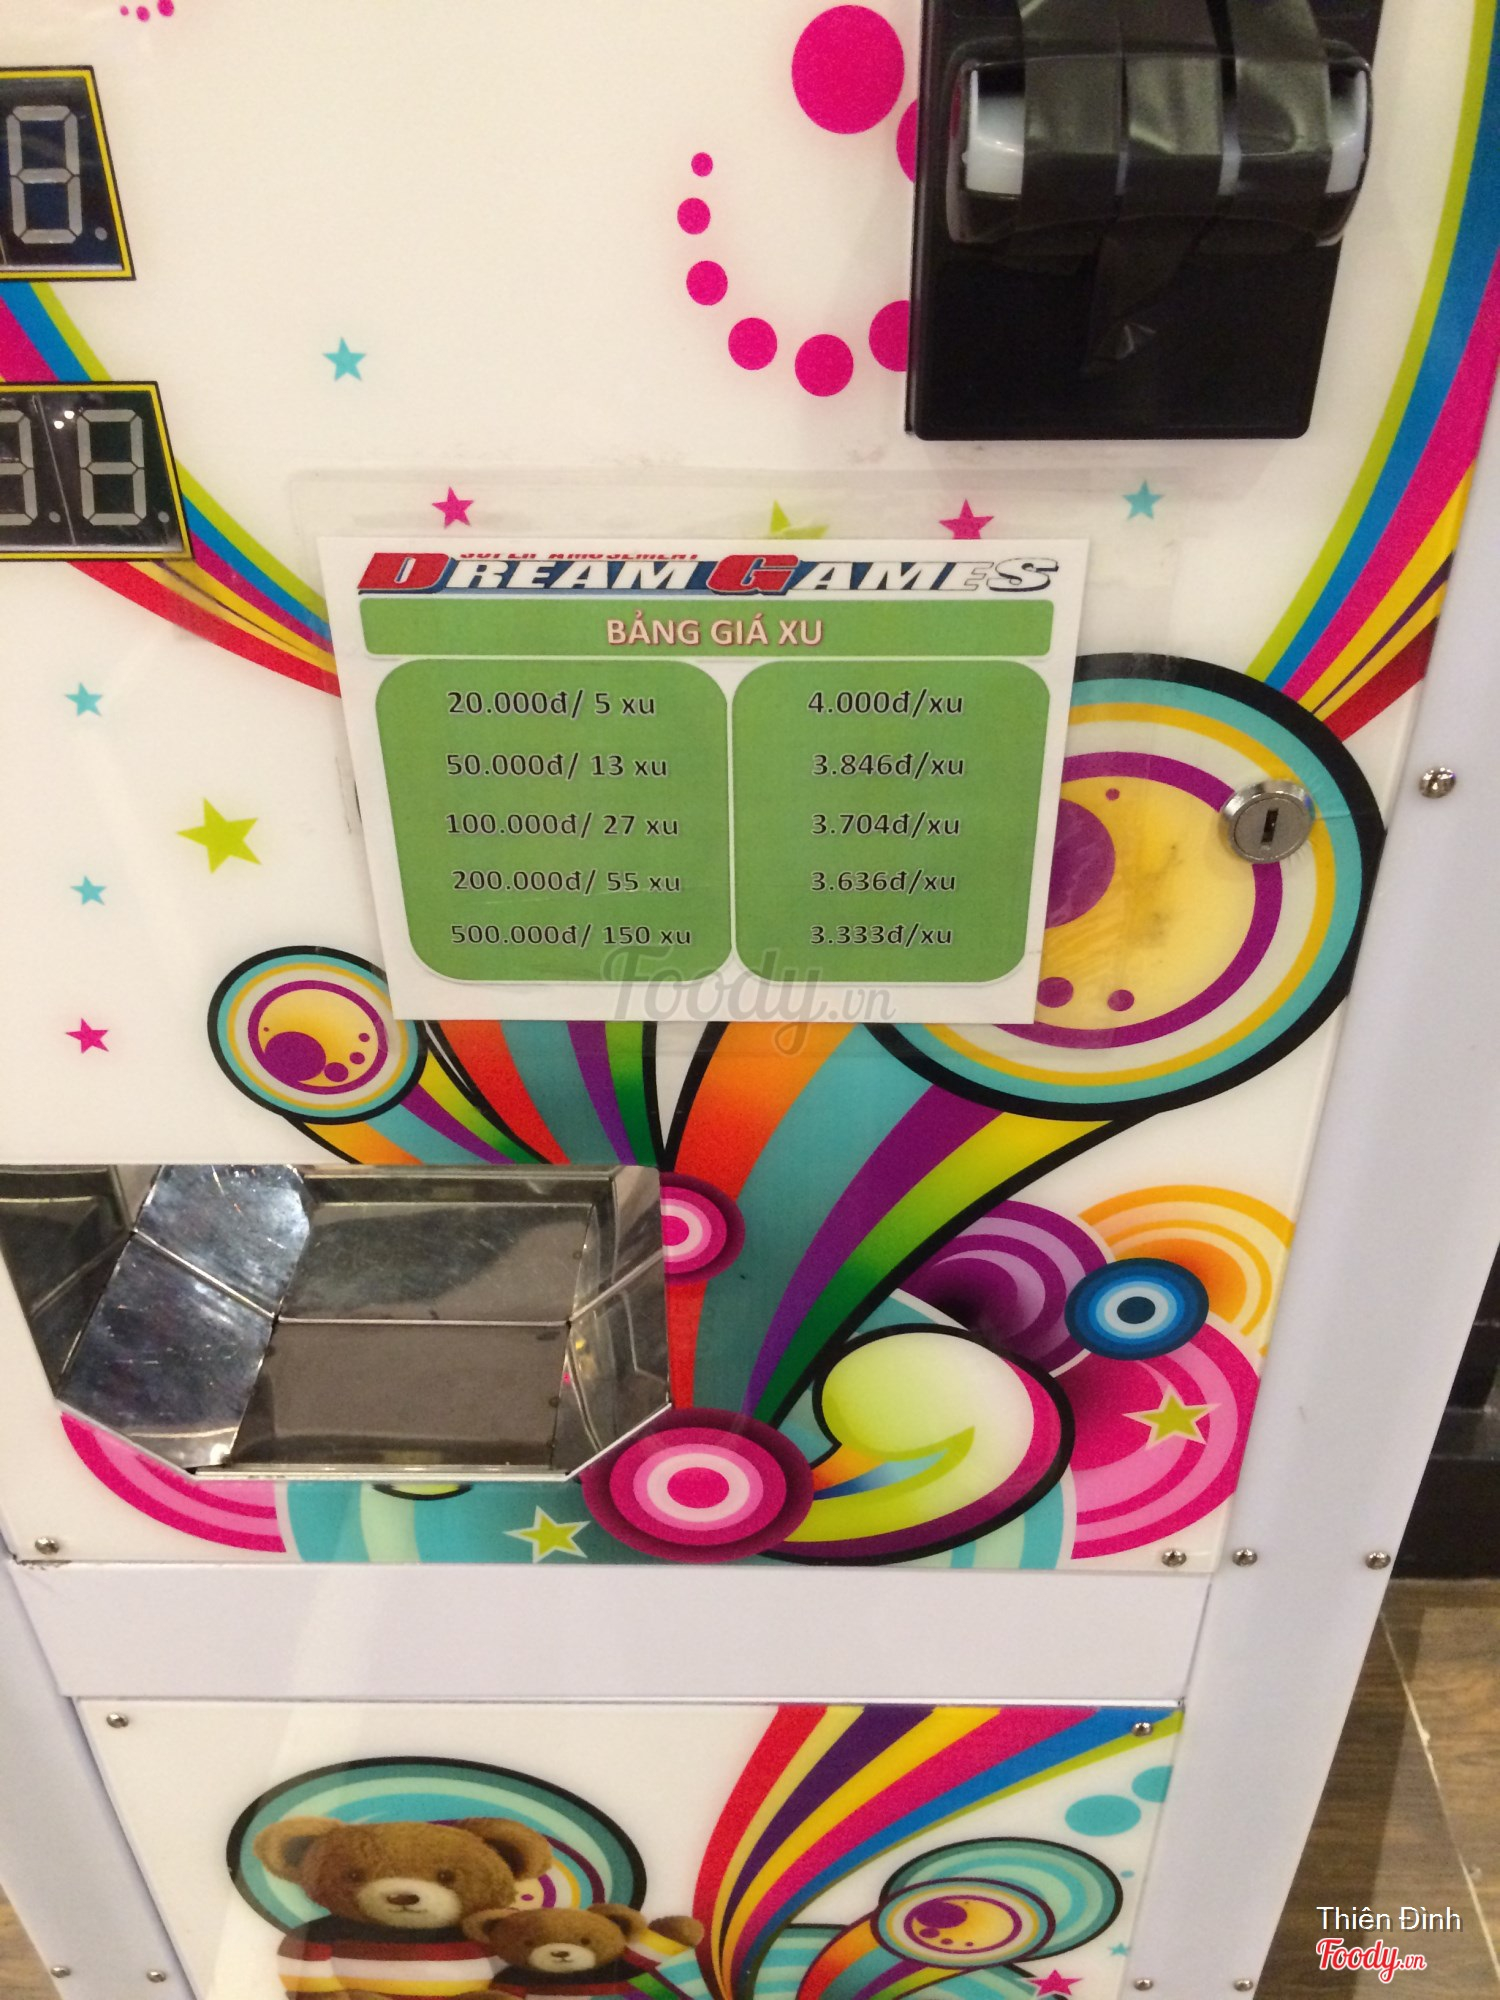 SUPER AMUSEMENT
DREAM GAMES
BẢNG GIÁ XU
20.000đ/ 5 xu 4.000đ/xu
50.000đ/ 13 xu 3.846đ/xu
100.000đ/ 27 xu 3.704đ/xu
200.000đ/ 55 xu 3.636đ/xu
500.000đ/ 150 xu 3.333đ/xu
Foody.vn
Thiên Đình
Foody.vn